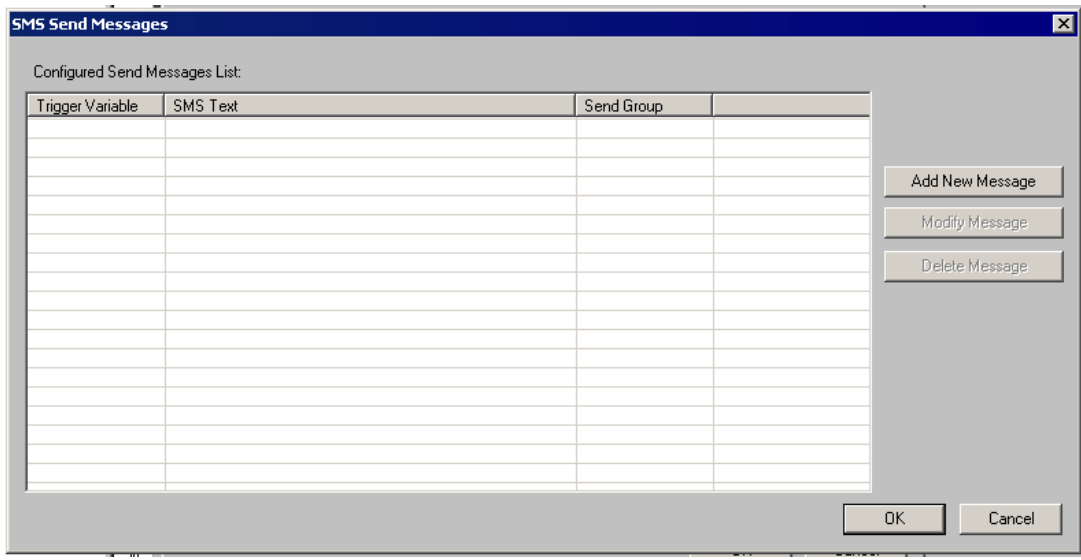 SMS Send Messages
Configured Send Messages List:
Trigger Variable SMS Text Send Group
Add New Message
Modify Message
Delete Message
OK Cancel